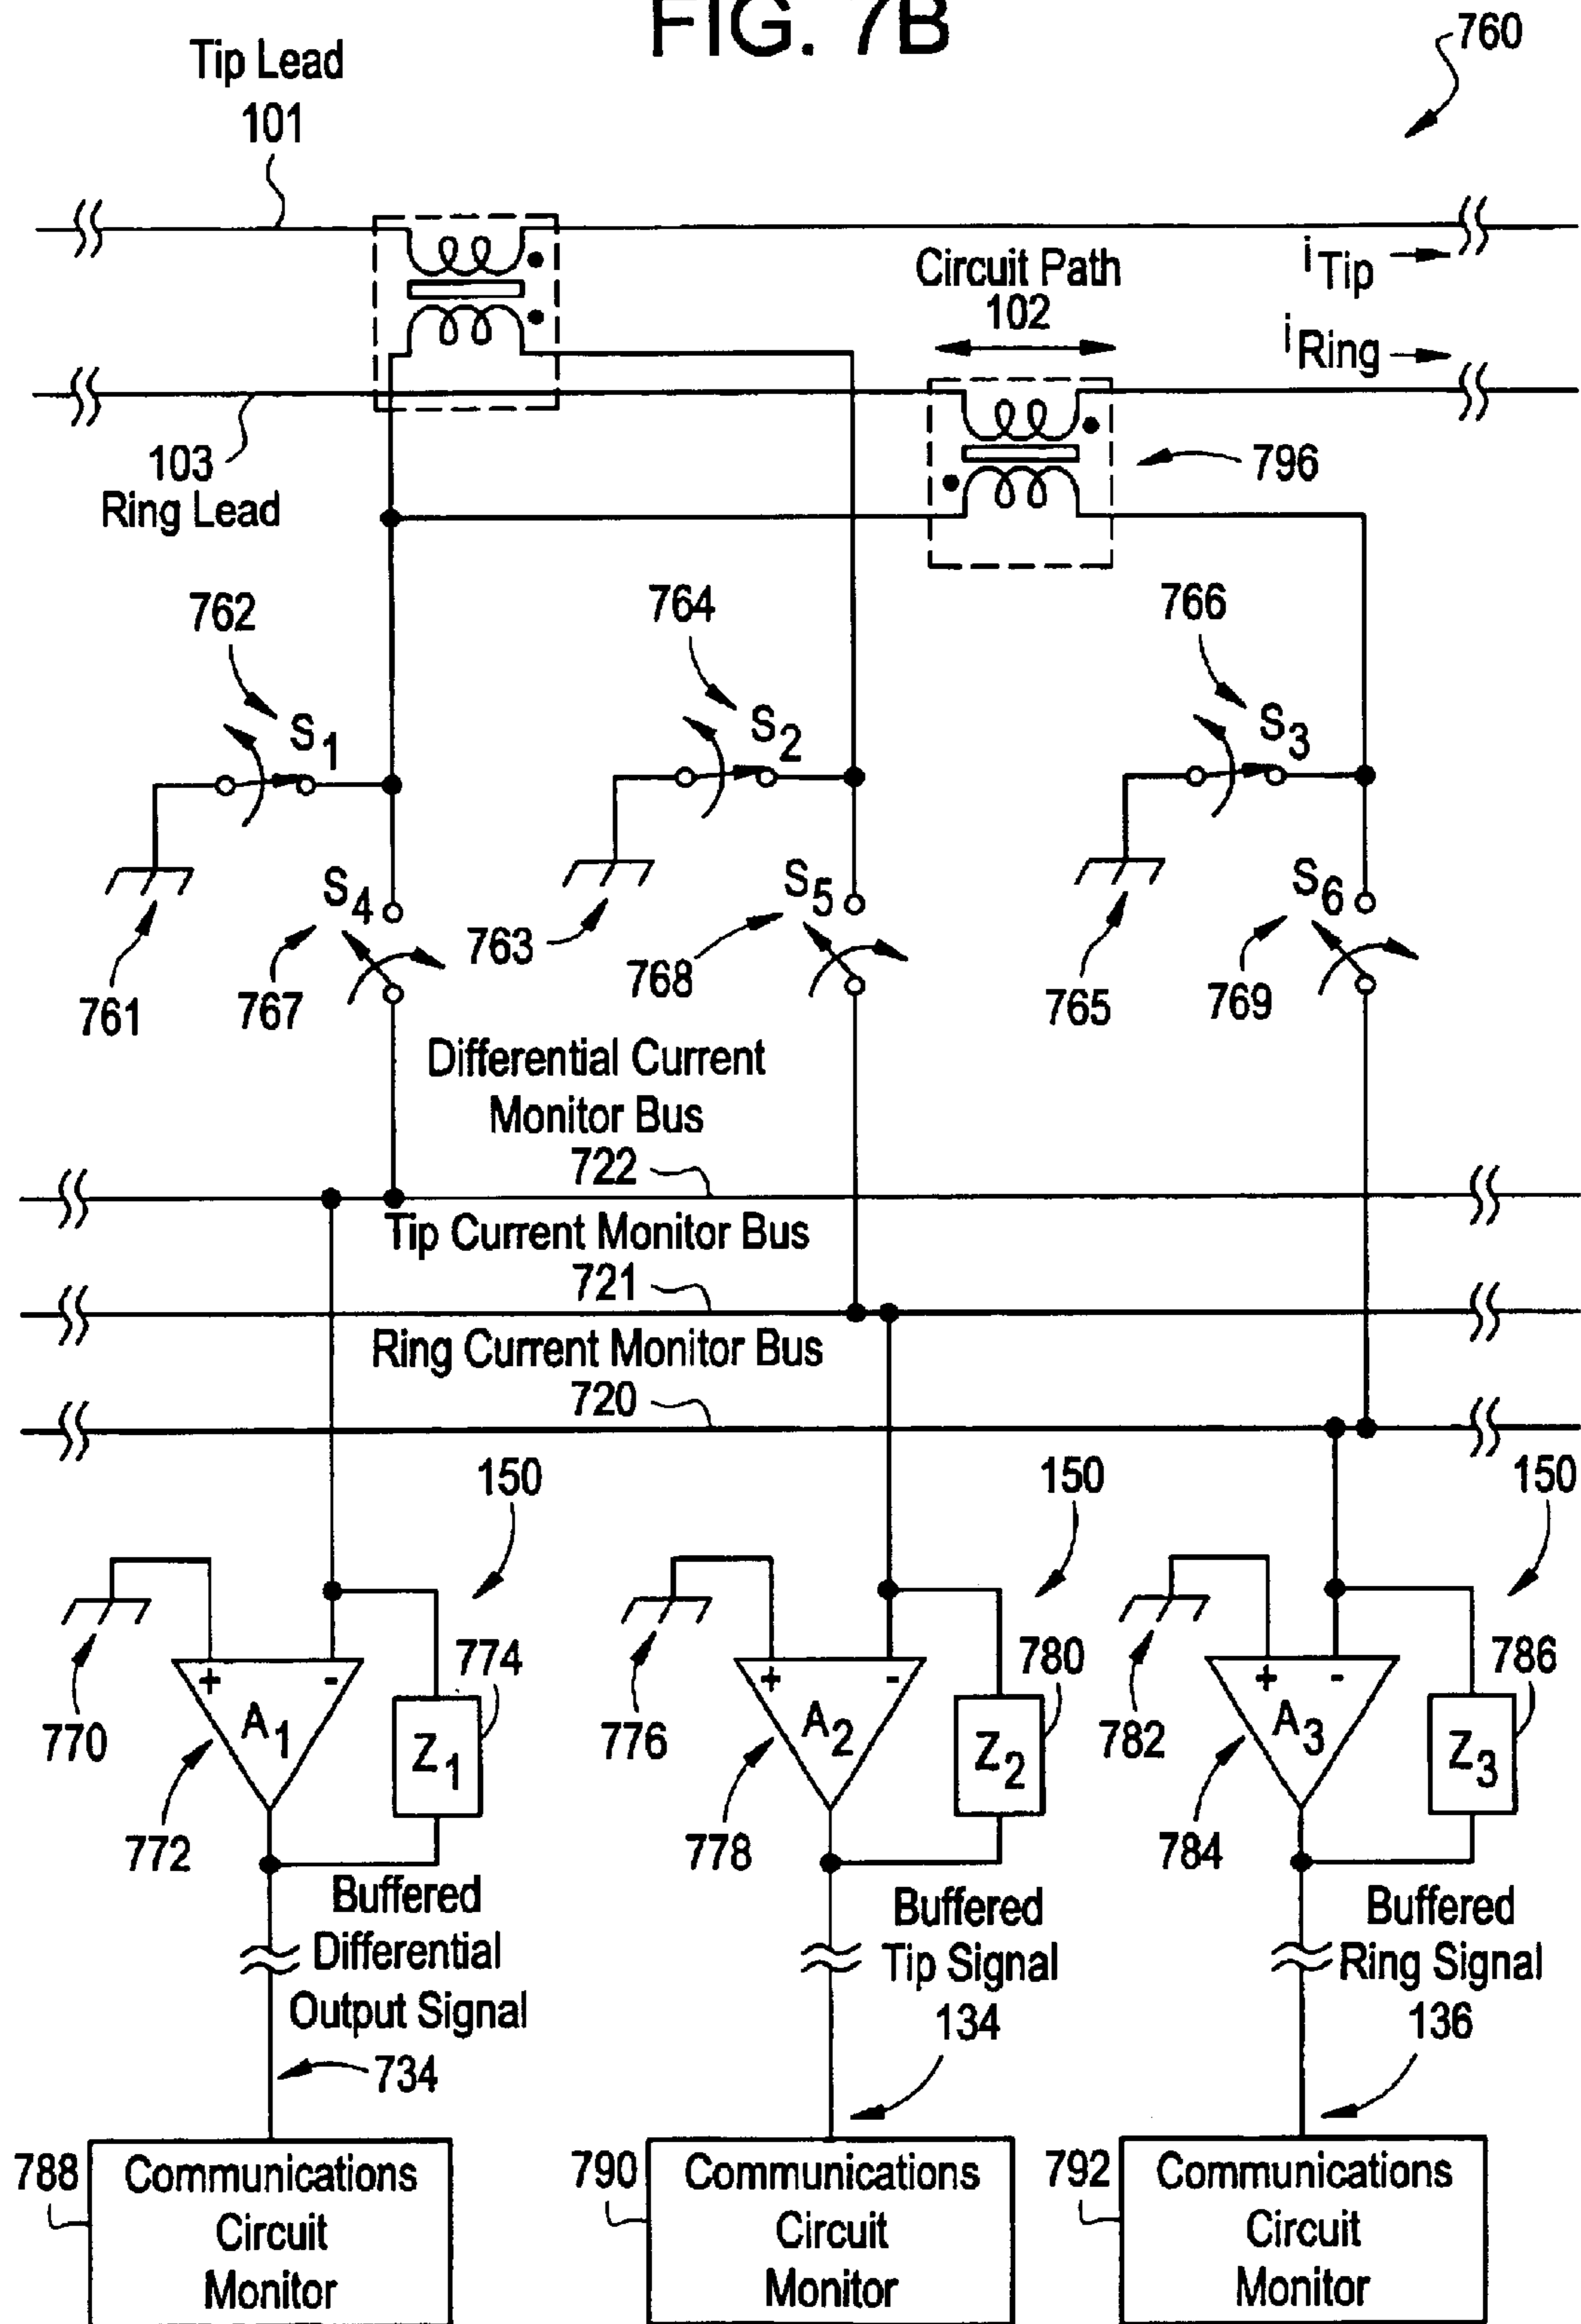 FIG. 7B
760
Tip Lead
101
i Tip
Circuit Path
102
i Ring
103
Ring Lead
796
762
764
766
S1
S2
S3
S4
S5
S6
761
767
763
768
765
769
Differential Current
Monitor Bus
722
Tip Current Monitor Bus
721
Ring Current Monitor Bus
720
150
150
150
+ -
+ -
+ -
A1
A2
A3
770
774
776
780
782
786
Z1
Z2
Z3
772
778
784
Buffered
Differential
Output Signal
734
Buffered
Tip Signal
134
Buffered
Ring Signal
136
788
Communications
Circuit
Monitor
790
Communications
Circuit
Monitor
792
Communications
Circuit
Monitor